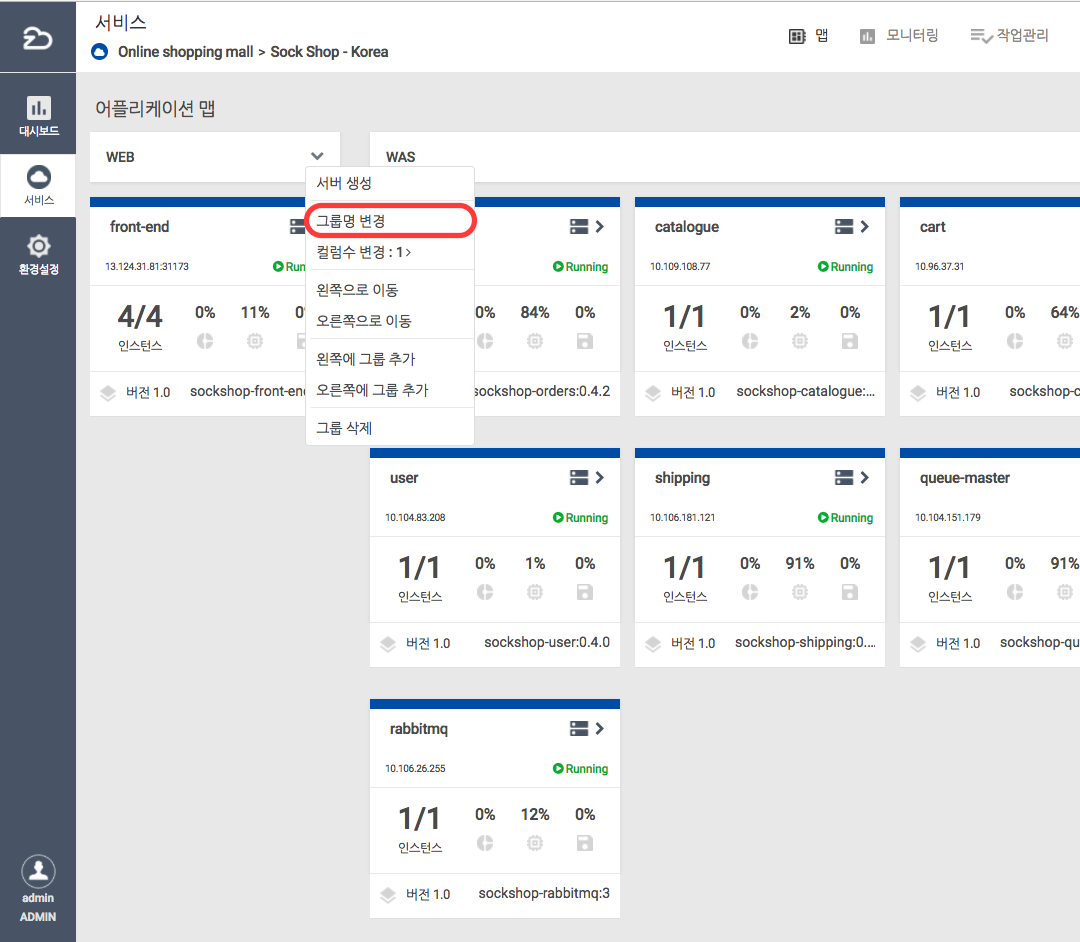 서비스
Online shopping mall > Sock Shop - Korea
맵
모니터링
작업관리
대시보드
서비스
환경설정
admin
ADMIN
어플리케이션 맵
WEB
WAS
서버 생성
그룹명 변경
컬럼수 변경 : 1 >
왼쪽으로 이동
오른쪽으로 이동
왼쪽에 그룹 추가
오른쪽에 그룹 추가
그룹 삭제
front-end
13.124.31.81:31173
Run
4/4
인스턴스
0% 11% 0
버전 1.0 sockshop-front-en
Running
0% 84% 0%
sockshop-orders:0.4.2
catalogue
10.109.108.77
Running
1/1
인스턴스
0% 2% 0%
버전 1.0 sockshop-catalogue:...
cart
10.96.37.31
1/1
인스턴스
0% 64%
버전 1.0 sockshop-c
user
10.104.83.208
Running
1/1
인스턴스
0% 1% 0%
버전 1.0 sockshop-user:0.4.0
shipping
10.106.181.121
Running
1/1
인스턴스
0% 91% 0%
버전 1.0 sockshop-shipping:0....
queue-master
10.104.151.179
1/1
인스턴스
0% 91%
버전 1.0 sockshop-qu
rabbitmq
10.106.26.255
Running
1/1
인스턴스
0% 12% 0%
버전 1.0 sockshop-rabbitmq:3